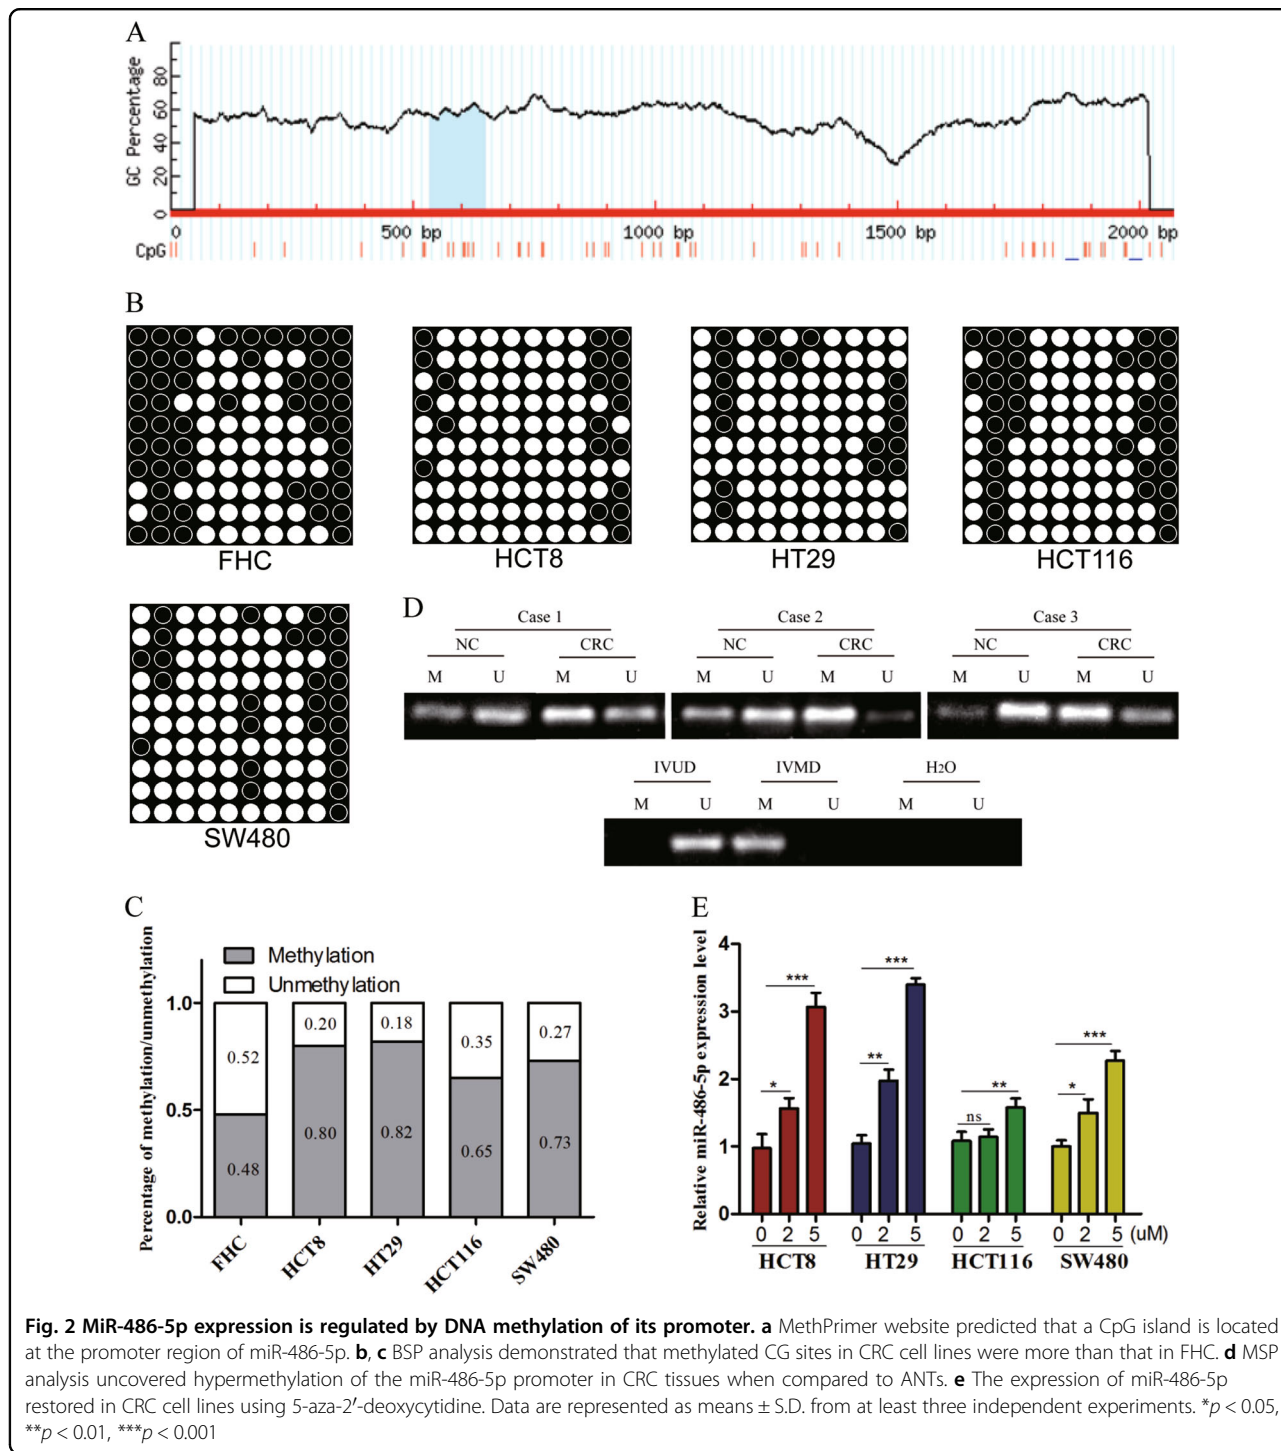 A
GC Percentage
0 20 40 60 80
0 500 bp 1000 bp 1500 bp 2000 bp
CpG
B
FHC HCT8 HT29 HCT116
SW480
D
Case 1 Case 2 Case 3
NC CRC NC CRC NC CRC
M U M U M U M U M U M U
IVUD IVMD H2O
M U M U M U
C
Percentage of methylation/unmethylation
Methylation
Unmethylation
1.0
0.5
0.0
0.52 0.20 0.18 0.35 0.27
0.48 0.80 0.82 0.65 0.73
FHC HCT8 HT29 HCT116 SW480
E
Relative miR-486-5p expression level
4
3
2
1
0
* *** ** *** ns ** * ***
0 2 5 0 2 5 0 2 5 0 2 5 (uM)
HCT8 HT29 HCT116 SW480
Fig. 2 MiR-486-5p expression is regulated by DNA methylation of its promoter. a MethPrimer website predicted that a CpG island is located
at the promoter region of miR-486-5p. b, c BSP analysis demonstrated that methylated CG sites in CRC cell lines were more than that in FHC. d MSP
analysis uncovered hypermethylation of the miR-486-5p promoter in CRC tissues when compared to ANTs. e The expression of miR-486-5p
restored in CRC cell lines using 5-aza-2′-deoxycytidine. Data are represented as means ± S.D. from at least three independent experiments. *p < 0.05,
**p < 0.01, ***p < 0.001